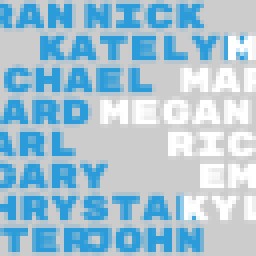 RAN NICK
KATELY M
CHAEL MAR
ARD MEGAN
ARL RIC
GARY EM
HRYSTA KYL
TER JOHN